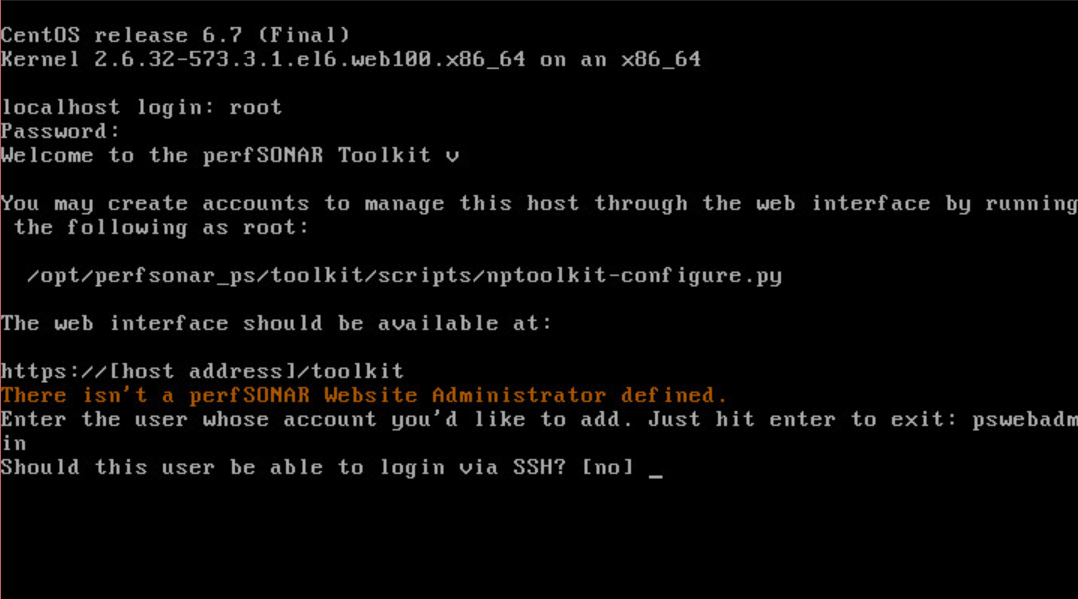 CentOS release 6.7 (Final)
Kernel 2.6.32-573.3.1.el6.web100.x86_64 on an x86_64
localhost login: root
Password:
Welcome to the perfSONAR Toolkit v
You may create accounts to manage this host through the web interface by running
 the following as root:
  /opt/perfsonar_ps/toolkit/scripts/nptoolkit-configure.py
The web interface should be available at:
https://[host address]/toolkit
There isn't a perfSONAR Website Administrator defined.
Enter the user whose account you'd like to add. Just hit enter to exit: pswebadm
in
Should this user be able to login via SSH? [no] _